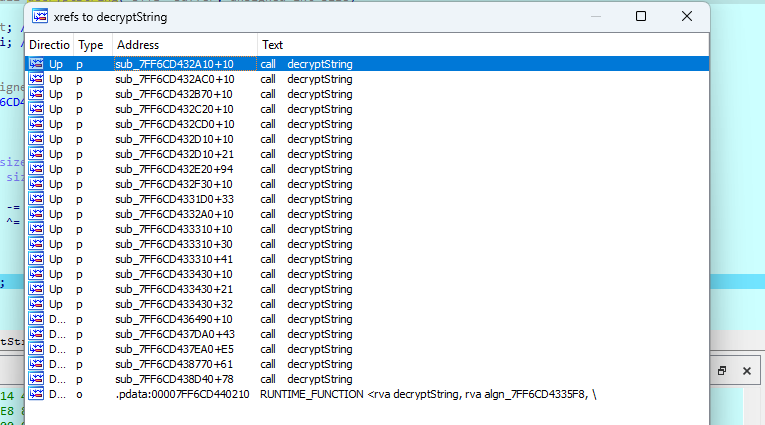 xrefs to decryptString
Directio Type Address Text
Up p sub_7FF6CD432A10+10 call decryptString
Up p sub_7FF6CD432AC0+10 call decryptString
Up p sub_7FF6CD432B70+10 call decryptString
Up p sub_7FF6CD432C20+10 call decryptString
Up p sub_7FF6CD432CD0+10 call decryptString
Up p sub_7FF6CD432D10+10 call decryptString
Up p sub_7FF6CD432D10+21 call decryptString
Up p sub_7FF6CD432E20+94 call decryptString
Up p sub_7FF6CD432F30+10 call decryptString
Up p sub_7FF6CD4331D0+33 call decryptString
Up p sub_7FF6CD4332A0+10 call decryptString
Up p sub_7FF6CD433310+10 call decryptString
Up p sub_7FF6CD433310+30 call decryptString
Up p sub_7FF6CD433310+41 call decryptString
Up p sub_7FF6CD433430+10 call decryptString
Up p sub_7FF6CD433430+21 call decryptString
Up p sub_7FF6CD433430+32 call decryptString
D... p sub_7FF6CD436490+10 call decryptString
D... p sub_7FF6CD437DA0+43 call decryptString
D... p sub_7FF6CD437EA0+E5 call decryptString
D... p sub_7FF6CD438770+61 call decryptString
D... p sub_7FF6CD438D40+78 call decryptString
D... o .pdata:00007FF6CD440210 RUNTIME_FUNCTION <rva decryptString, rva algn_7FF6CD4335F8, \